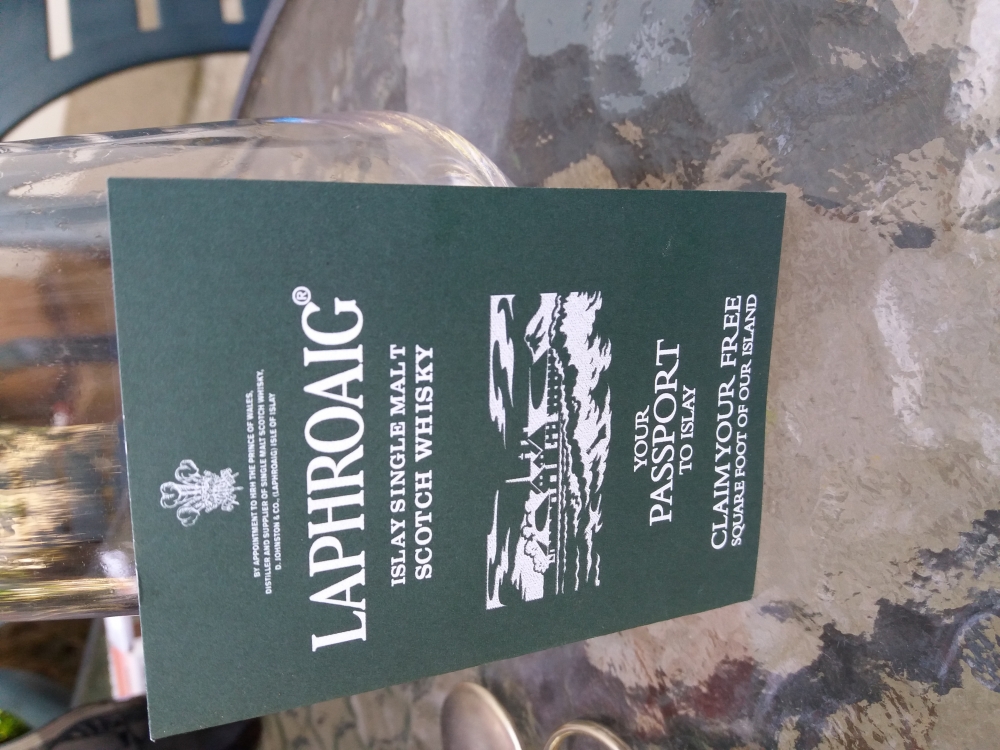 BY APPOINTMENT TO HRH THE PRINCE OF WALES,
DISTILLER AND SUPPLIER OF SINGLE MALT SCOTCH WHISKY,
D. JOHNSTON & CO., (LAPHROAIG) ISLE OF ISLAY
LAPHROAIG®
ISLAY SINGLE MALT
SCOTCH WHISKY
YOUR
PASSPORT
TO ISLAY
CLAIM YOUR FREE
SQUARE FOOT OF OUR ISLAND